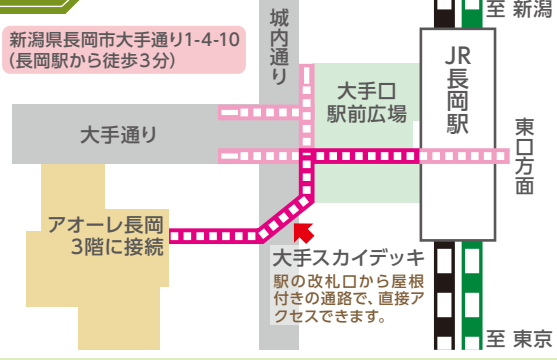 至 新潟
新潟県長岡市大手通り1-4-10
(長岡駅から徒歩3分)
城内通り
JR
長岡駅
大手口
駅前広場
大手通り
東口方面
アオーレ長岡
3階に接続
大手スカイデッキ
駅の改札口から屋根
付きの通路で、直接ア
クセスできます。
至 東京